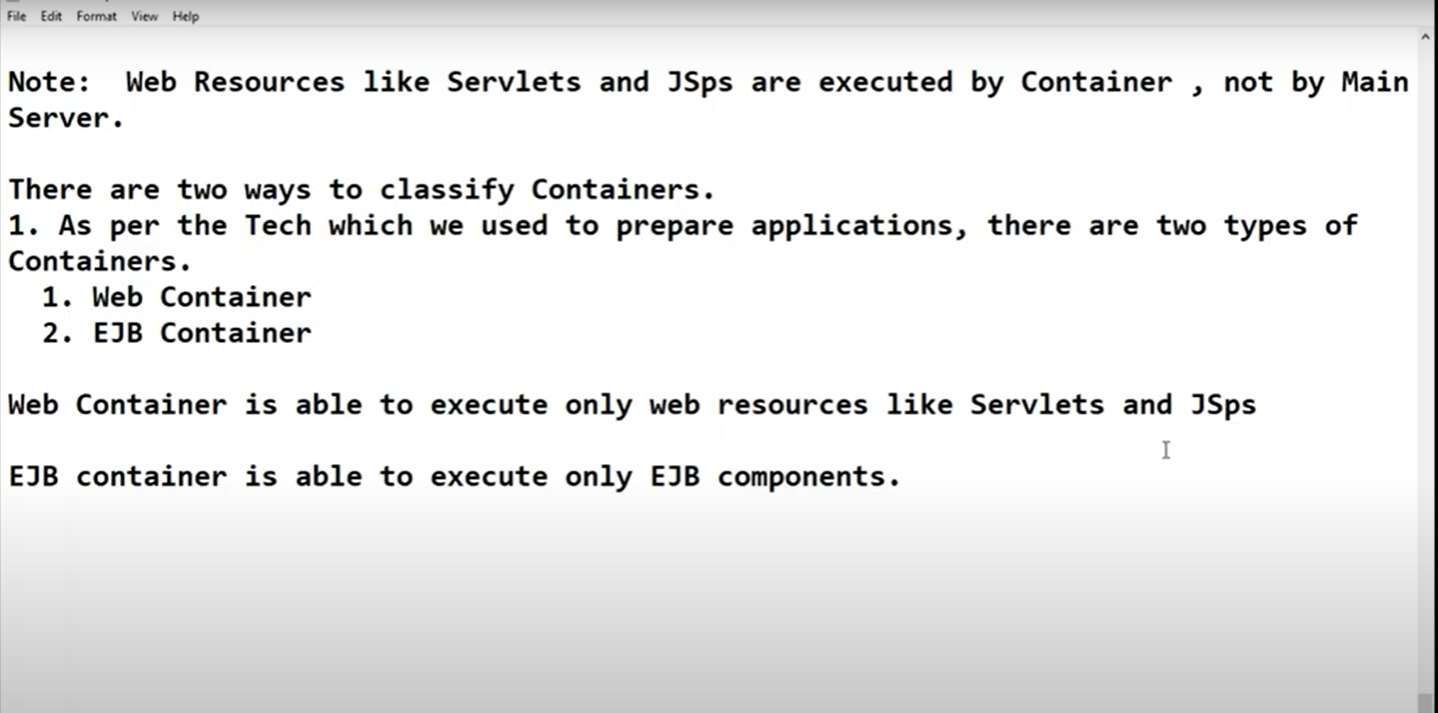 File Edit Format View Help
Note: Web Resources like Servlets and JSps are executed by Container , not by Main
Server.
There are two ways to classify Containers.
1. As per the Tech which we used to prepare applications, there are two types of
Containers.
1. Web Container
2. EJB Container
Web Container is able to execute only web resources like Servlets and JSps
EJB container is able to execute only EJB components.